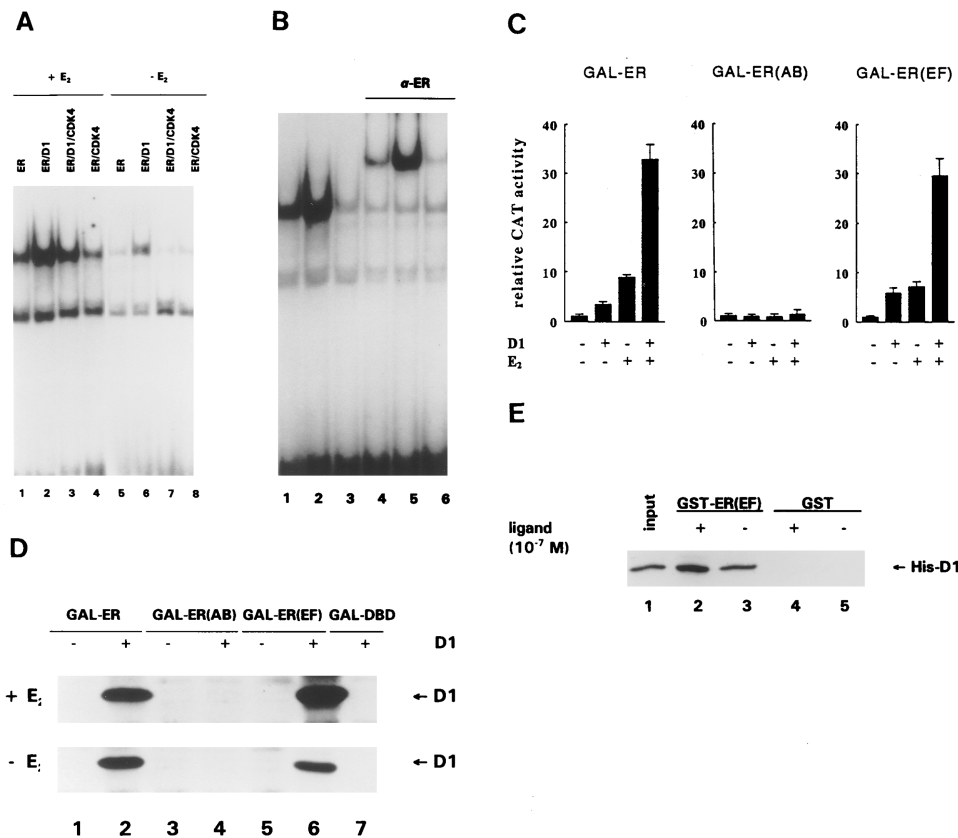 A
+ E₂ - E₂
ER ER/D1 ER/D1/CDK4 ER/CDK4 ER ER/D1 ER/D1/CDK4 ER/CDK4
1 2 3 4 5 6 7 8
B
α-ER
1 2 3 4 5 6
C
GAL-ER GAL-ER(AB) GAL-ER(EF)
relative CAT activity
40 40 40
30 30 30
20 20 20
10 10 10
0 0 0
D1 - + - + - + - + - + - +
E₂ - - + + - - + + - - + +
D
GAL-ER GAL-ER(AB) GAL-ER(EF) GAL-DBD
- + - + - + + D1
+ E₂ ← D1
- E₂ ← D1
1 2 3 4 5 6 7
E
input GST-ER(EF) GST
ligand + - + -
(10⁻⁷ M)
← His-D1
1 2 3 4 5